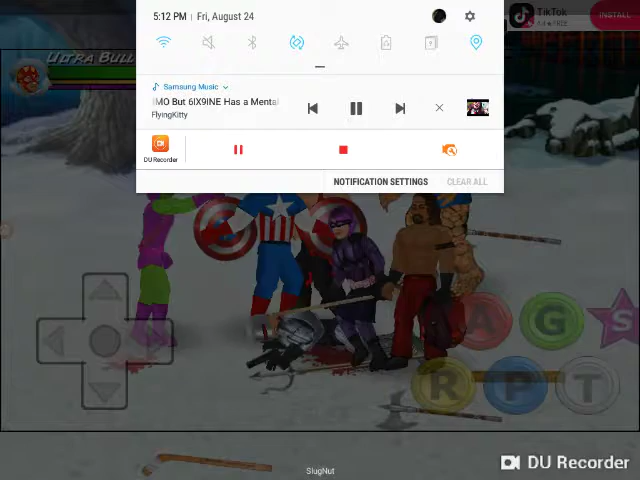 5:12 PM | Fri, August 24
TikTok
INSTALL
ULTRA BULL
Samsung Music
IMO But 6IX9INE Has a Mental
FlyingKitty
DU Recorder
NOTIFICATION SETTINGS
CLEAR ALL
A
G
S
R
P
T
SlugNut
DU Recorder